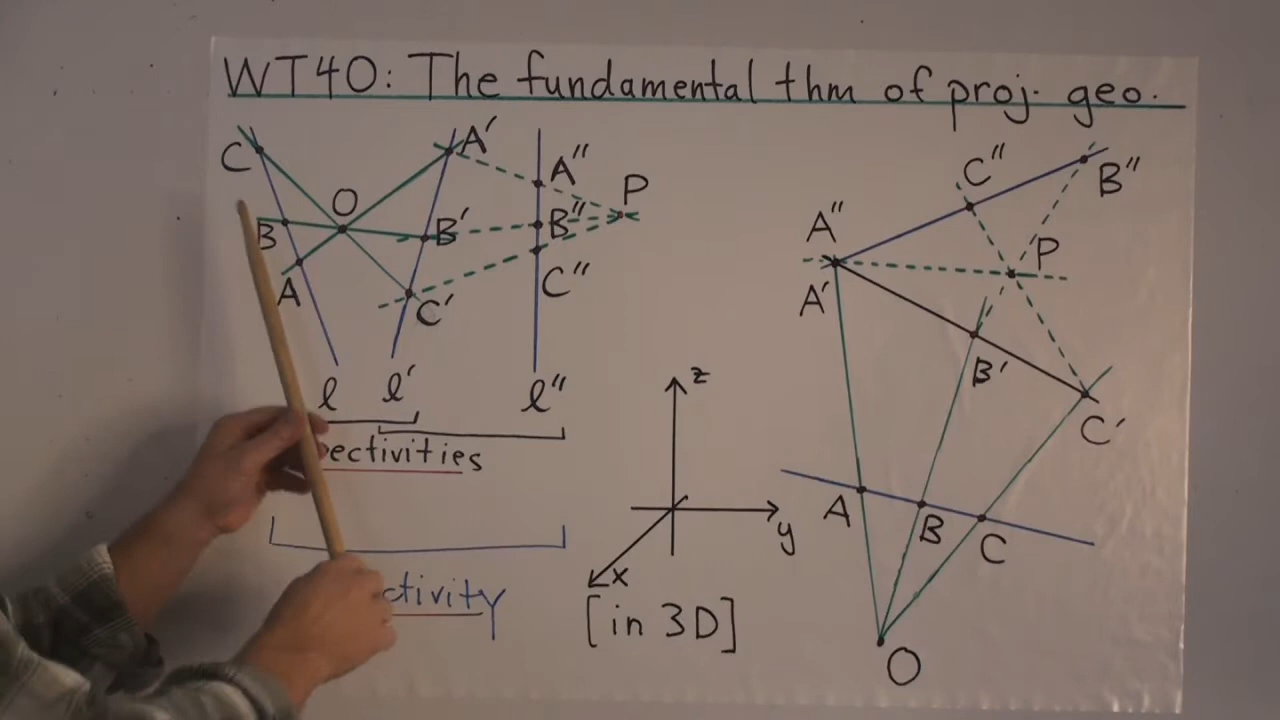 WT40: The fundamental thm of proj. geo.
C B A
O
A' B' C'
A" B" C"
P
l l' l"
ectivities
ctivity
z
y
x
[in 3D]
C" B"
A" P
A' B'
C'
A B C
O